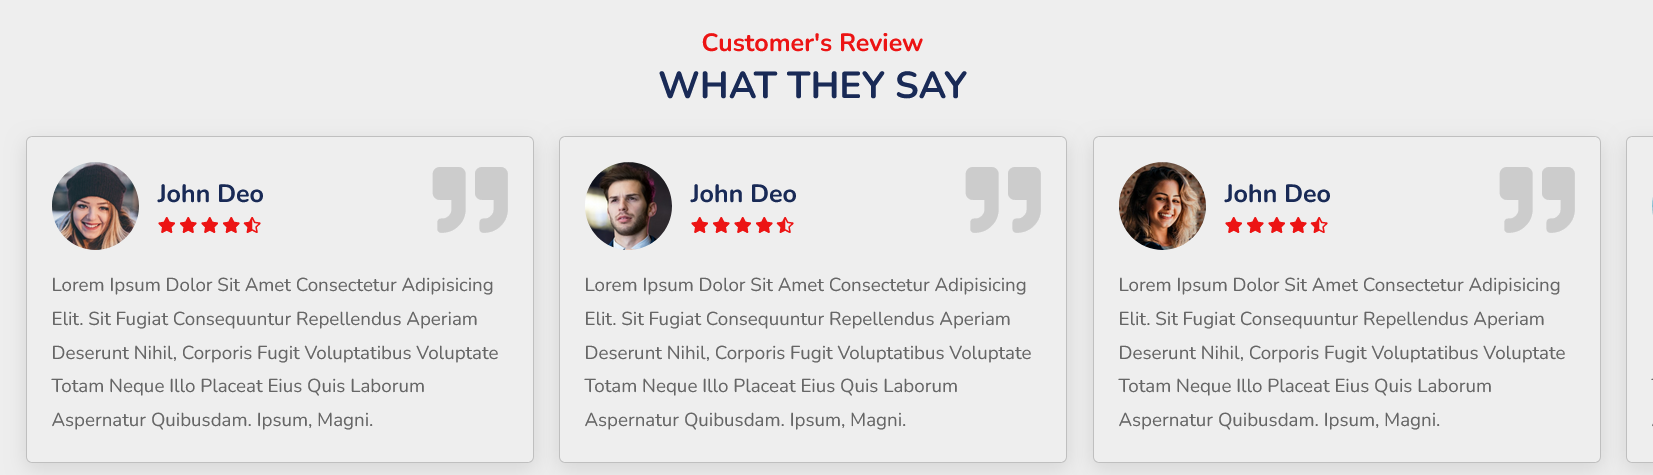 Customer's Review
WHAT THEY SAY
John Deo
Lorem Ipsum Dolor Sit Amet Consectetur Adipisicing
Elit. Sit Fugiat Consequuntur Repellendus Aperiam
Deserunt Nihil, Corporis Fugit Voluptatibus Voluptate
Totam Neque Illo Placeat Eius Quis Laborum
Aspernatur Quibusdam. Ipsum, Magni.
John Deo
Lorem Ipsum Dolor Sit Amet Consectetur Adipisicing
Elit. Sit Fugiat Consequuntur Repellendus Aperiam
Deserunt Nihil, Corporis Fugit Voluptatibus Voluptate
Totam Neque Illo Placeat Eius Quis Laborum
Aspernatur Quibusdam. Ipsum, Magni.
John Deo
Lorem Ipsum Dolor Sit Amet Consectetur Adipisicing
Elit. Sit Fugiat Consequuntur Repellendus Aperiam
Deserunt Nihil, Corporis Fugit Voluptatibus Voluptate
Totam Neque Illo Placeat Eius Quis Laborum
Aspernatur Quibusdam. Ipsum, Magni.